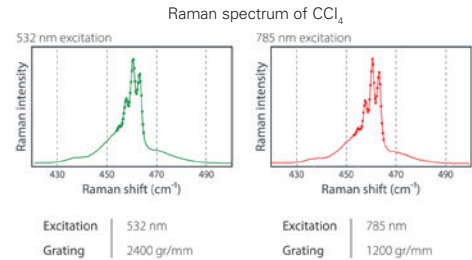 Raman spectrum of CCl₄
532 nm excitation
Raman intensity
430 450 470 490
Raman shift (cm⁻¹)
Excitation 532 nm
Grating 2400 gr/mm
785 nm excitation
Raman intensity
430 450 470 490
Raman shift (cm⁻¹)
Excitation 785 nm
Grating 1200 gr/mm